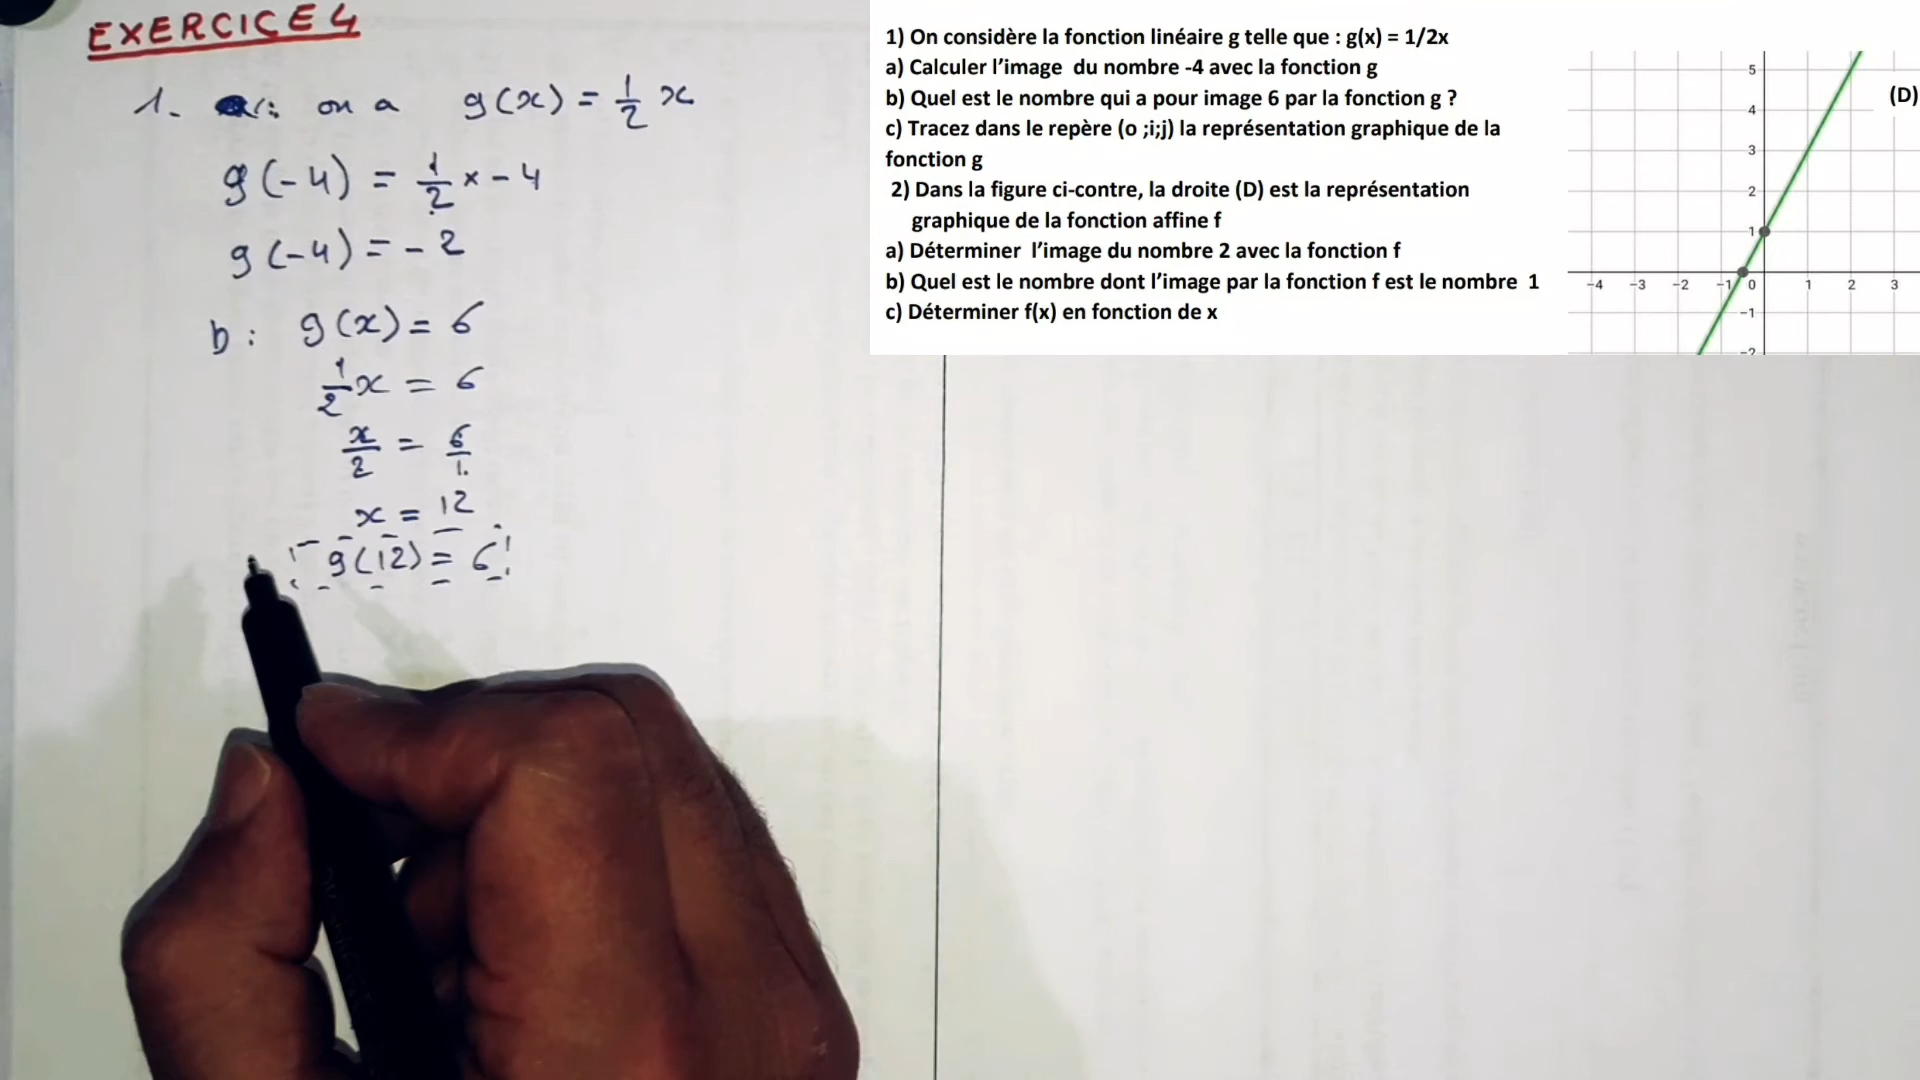 EXERCICE 4
1. a: on a g(x) = 1/2 x
g(-4) = 1/2 x - 4
g(-4) = - 2
b: g(x) = 6
1/2 x = 6
x/2 = 6/1
x = 12
g(12) = 6
1) On considère la fonction linéaire g telle que : g(x) = 1/2x
a) Calculer l’image du nombre -4 avec la fonction g
b) Quel est le nombre qui a pour image 6 par la fonction g ?
c) Tracez dans le repère (o ;i;j) la représentation graphique de la
fonction g
2) Dans la figure ci-contre, la droite (D) est la représentation
graphique de la fonction affine f
a) Déterminer l’image du nombre 2 avec la fonction f
b) Quel est le nombre dont l’image par la fonction f est le nombre 1
c) Déterminer f(x) en fonction de x
(D)
5
4
3
2
1
-4 -3 -2 -1 0 1 2 3
-1
-2